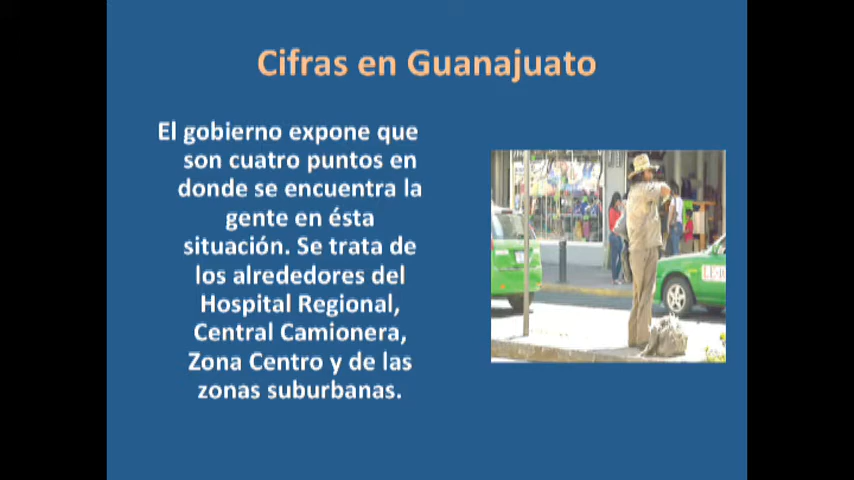 Cifras en Guanajuato
El gobierno expone que
son cuatro puntos en
donde se encuentra la
gente en ésta
situación. Se trata de
los alrededores del
Hospital Regional,
Central Camionera,
Zona Centro y de las
zonas suburbanas.